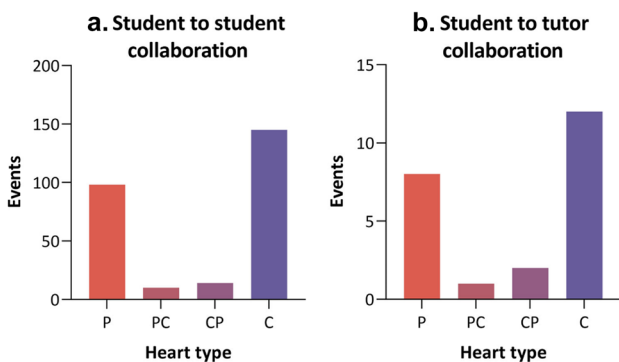 a. Student to student
collaboration
200
150
100
50
0
Events
P PC CP C
Heart type
b. Student to tutor
collaboration
15
10
5
0
Events
P PC CP C
Heart type